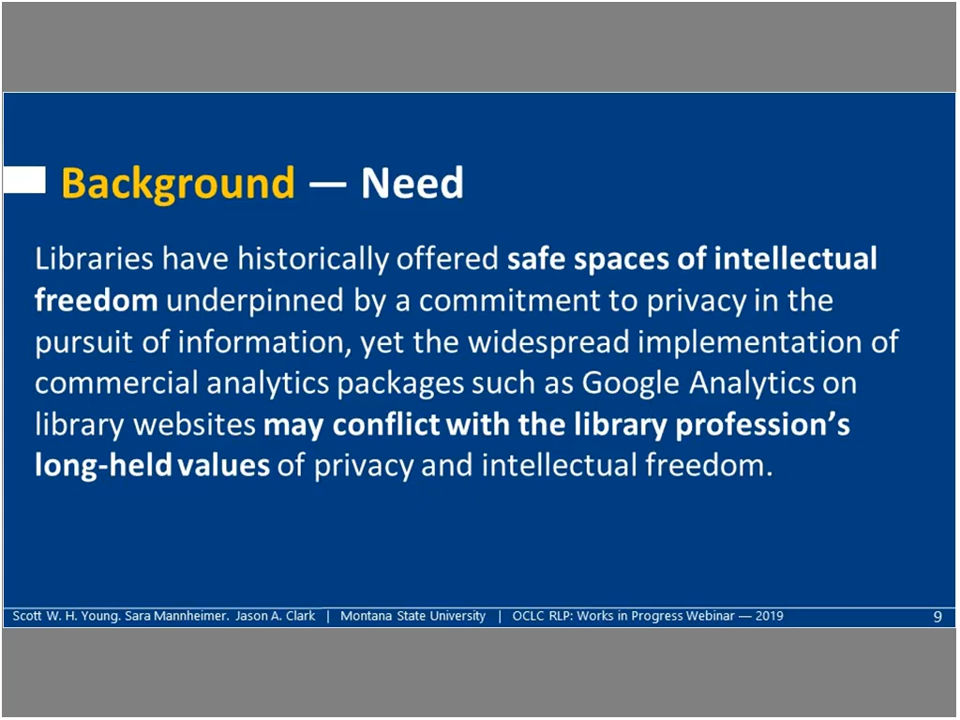 Background — Need
Libraries have historically offered safe spaces of intellectual
freedom underpinned by a commitment to privacy in the
pursuit of information, yet the widespread implementation of
commercial analytics packages such as Google Analytics on
library websites may conflict with the library profession’s
long-held values of privacy and intellectual freedom.
Scott W. H. Young. Sara Mannheimer. Jason A. Clark | Montana State University | OCLC RLP: Works in Progress Webinar — 2019 9